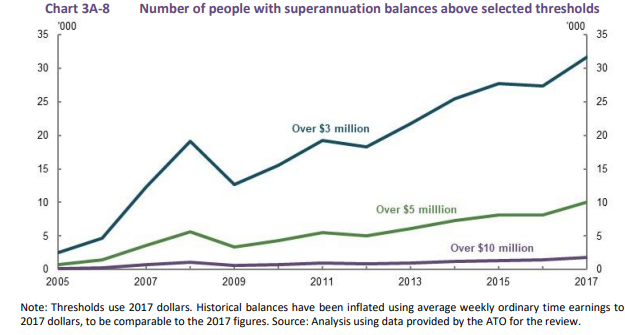 Chart 3A-8 Number of people with superannuation balances above selected thresholds
'000 '000
35 35
30 30
Over $3 million
25 25
20 20
15 15
Over $5 milllion
10 10
Over $10 million
5 5
0 0
2005 2007 2009 2011 2013 2015 2017
Note: Thresholds use 2017 dollars. Historical balances have been inflated using average weekly ordinary time earnings to
2017 dollars, to be comparable to the 2017 figures. Source: Analysis using data provided by the ATO for the review.